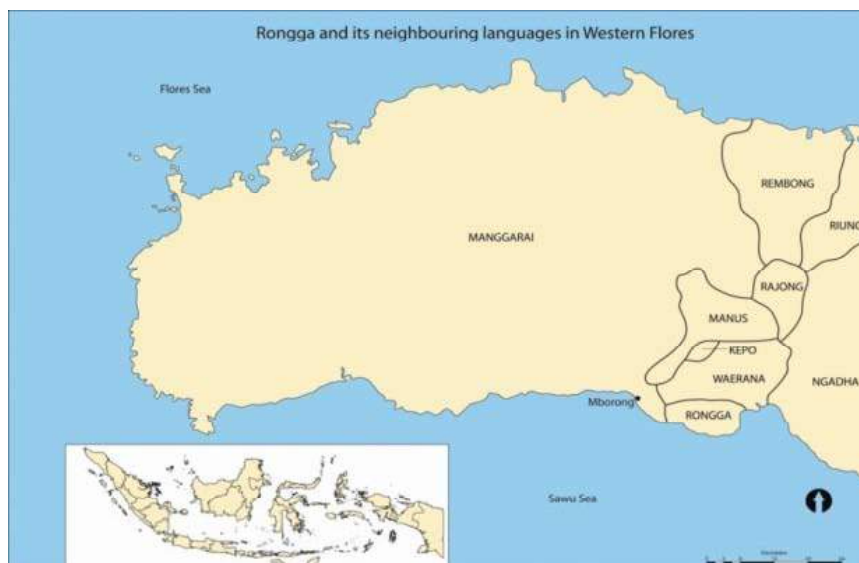 Rongga and its neighbouring languages in Western Flores
Flores Sea
REMBONG
RIUNG
MANGGARAI
RAJONG
MANUS
KEPO
WAERANA
NGADHA
Mborong
RONGGA
Sawu Sea